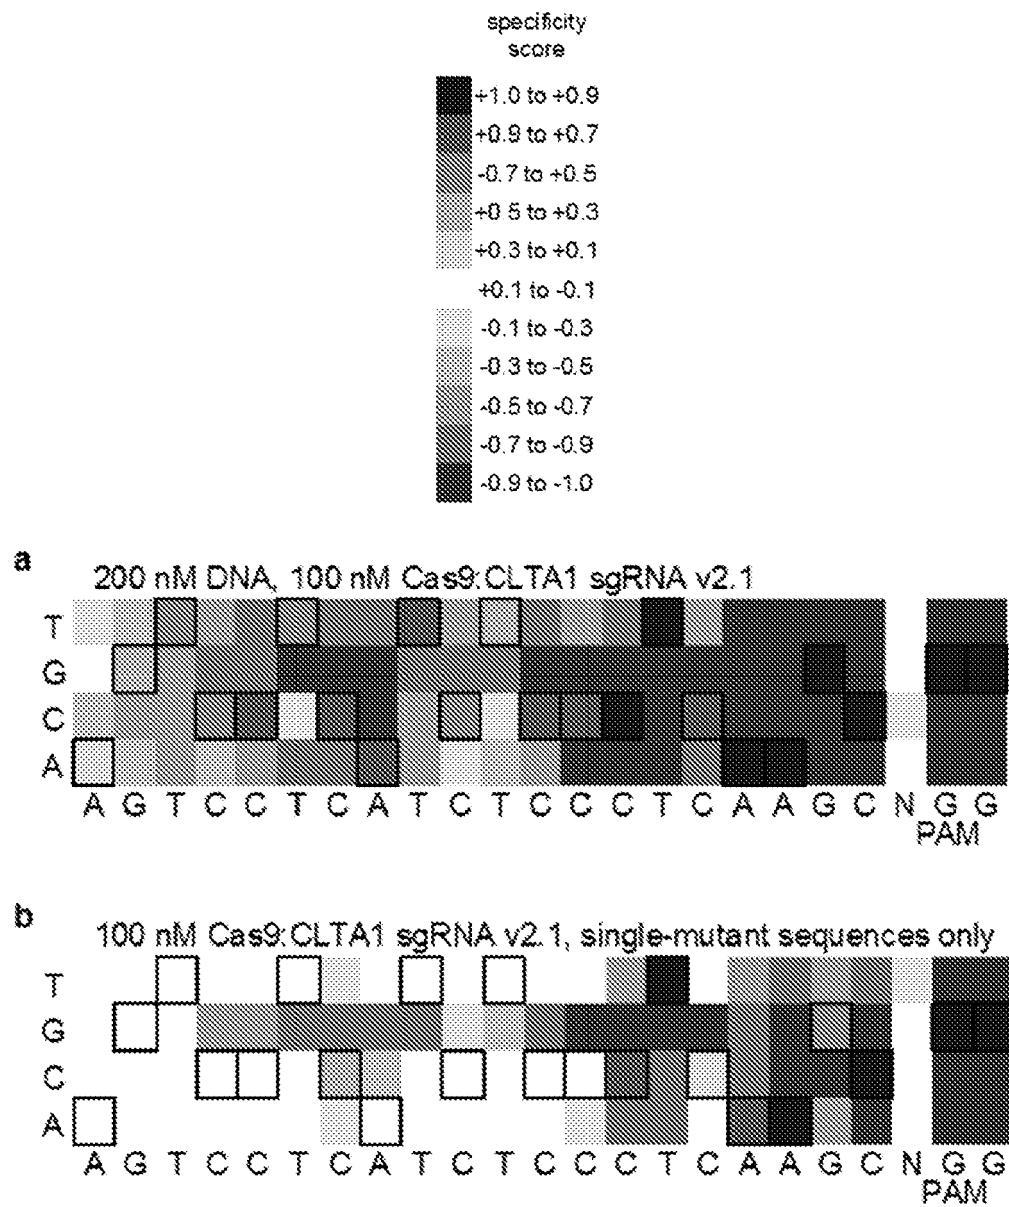 specificity
score
+1.0 to +0.9
+0.9 to +0.7
-0.7 to +0.5
+0.5 to +0.3
+0.3 to +0.1
+0.1 to -0.1
-0.1 to -0.3
-0.3 to -0.5
-0.5 to -0.7
-0.7 to -0.9
-0.9 to -1.0
a
200 nM DNA, 100 nM Cas9:CLTA1 sgRNA v2.1
T
G
C
A
A G T C C T C A T C T C C C T C A A G C N G G
PAM
b
100 nM Cas9:CLTA1 sgRNA v2.1, single-mutant sequences only
T
G
C
A
A G T C C T C A T C T C C C T C A A G C N G G
PAM